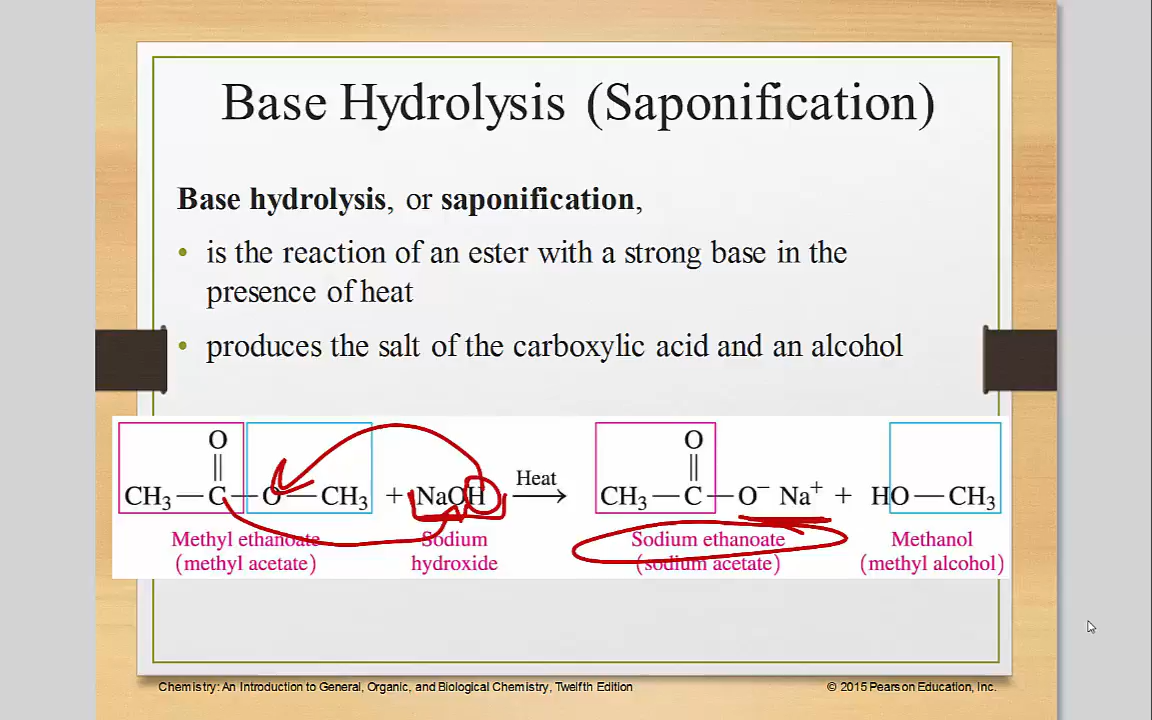 Base Hydrolysis (Saponification)
Base hydrolysis, or saponification,
• is the reaction of an ester with a strong base in the
presence of heat
• produces the salt of the carboxylic acid and an alcohol
O O
|| ||
CH₃—C—O—CH₃ + NaOH Heat → CH₃—C—O⁻ Na⁺ + HO—CH₃
Methyl ethanoate Sodium Sodium ethanoate Methanol
(methyl acetate) hydroxide (sodium acetate) (methyl alcohol)
Chemistry: An Introduction to General, Organic, and Biological Chemistry, Twelfth Edition © 2015 Pearson Education, Inc.